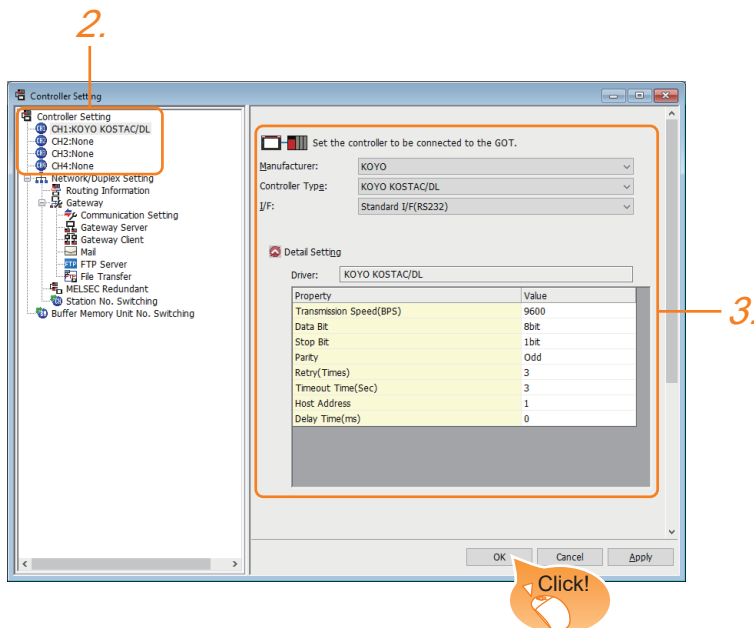 2.
Controller Setting
Controller Setting
CH1:KOYO KOSTAC/DL
CH2:None
CH3:None
CH4:None
Network/Duplex Setting
Routing Information
Gateway
Communication Setting
Gateway Server
Gateway Client
Mail
FTP Server
File Transfer
MELSEC Redundant
Station No. Switching
Buffer Memory Unit No. Switching
Set the controller to be connected to the GOT.
Manufacturer: KOYO
Controller Type: KOYO KOSTAC/DL
I/F: Standard I/F(RS232)
Detail Setting
Driver: KOYO KOSTAC/DL
Property Value
Transmission Speed(BPS) 9600
Data Bit 8bit
Stop Bit 1bit
Parity Odd
Retry(Times) 3
Timeout Time(Sec) 3
Host Address 1
Delay Time(ms) 0
3.
OK Cancel Apply
Click!